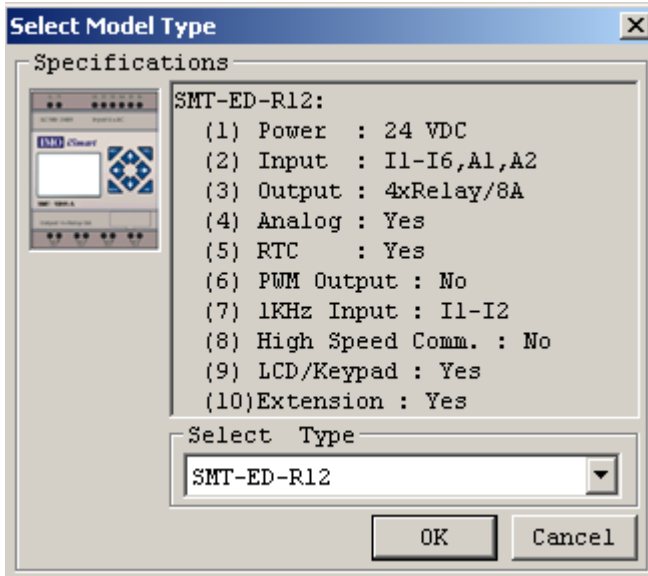 Select Model Type
Specifications
SMT-ED-R12:
(1) Power : 24 VDC
(2) Input : I1-I6,A1,A2
(3) Output : 4xRelay/8A
(4) Analog : Yes
(5) RTC : Yes
(6) PWM Output : No
(7) 1KHz Input : I1-I2
(8) High Speed Comm. : No
(9) LCD/Keypad : Yes
(10)Extension : Yes
IMO iSmart
Select Type
SMT-ED-R12
OK
Cancel